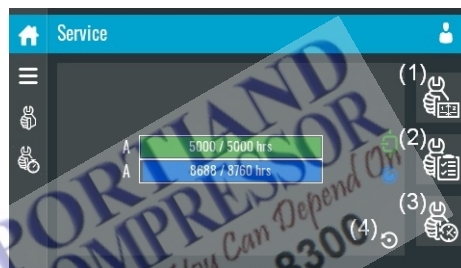 Service
(1)
A 5000 / 5000 hrs
(2)
A 8688 / 8760 hrs
(3)
(4)
PORTLAND
COMPRESSOR
You Can Depend On
8300